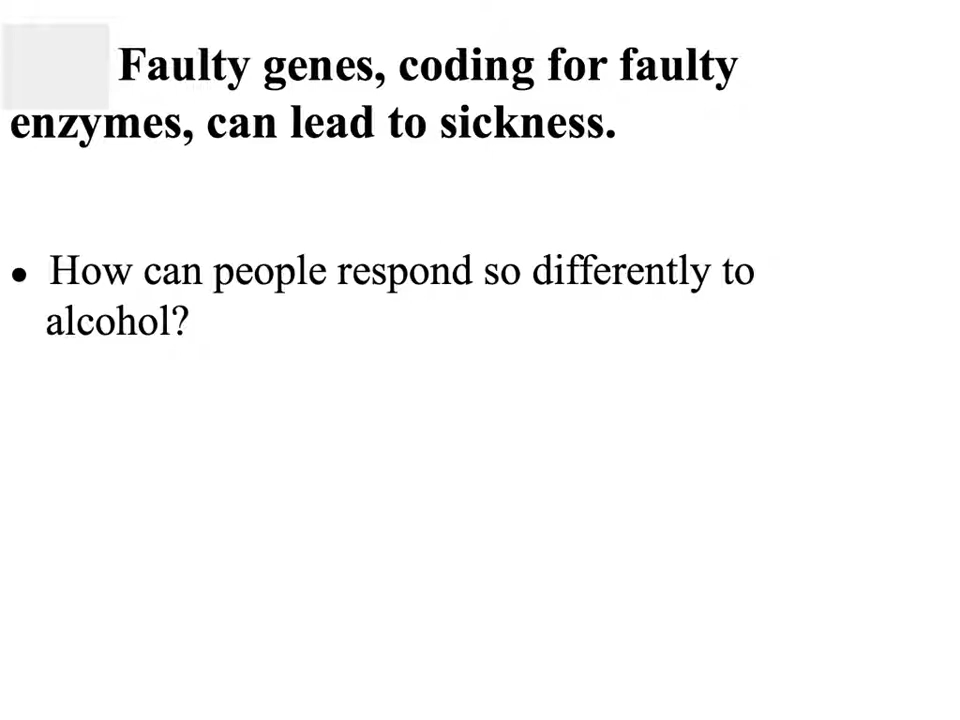 Faulty genes, coding for faulty
enzymes, can lead to sickness.
• How can people respond so differently to
alcohol?